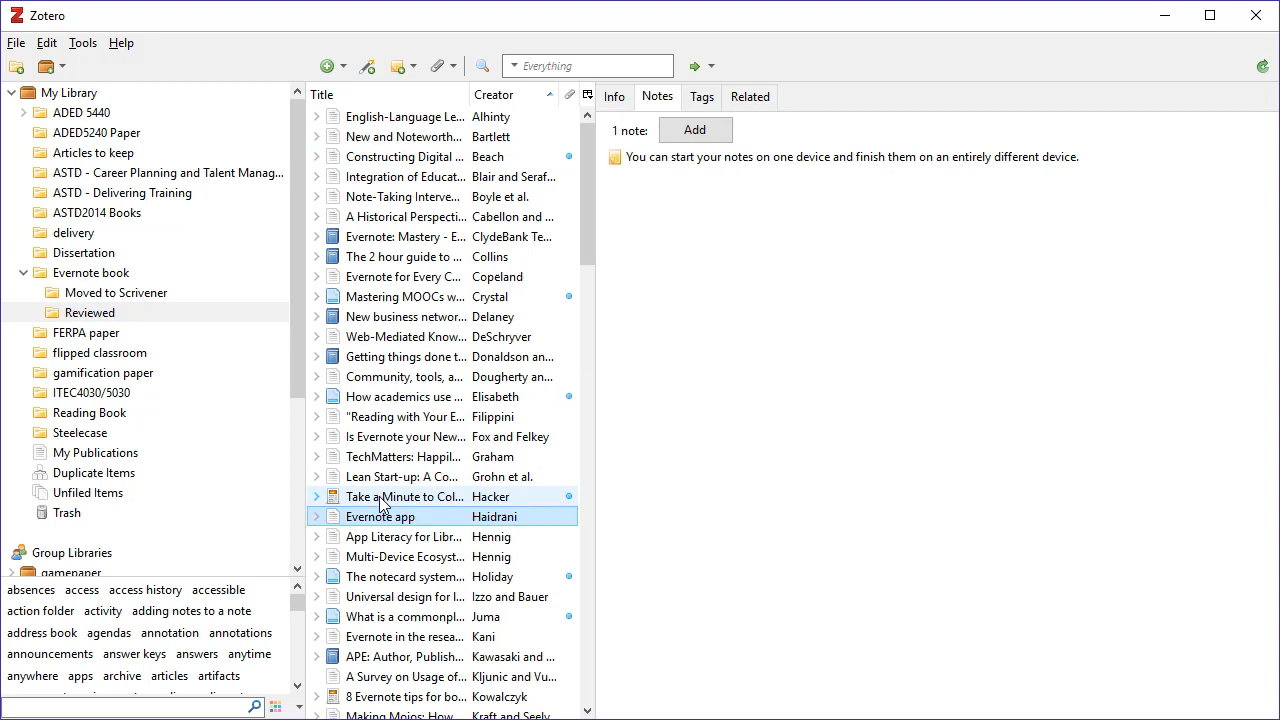 Zotero
File Edit Tools Help
Everything
My Library
ADED 5440
ADED5240 Paper
Articles to keep
ASTD - Career Planning and Talent Manag...
ASTD - Delivering Training
ASTD2014 Books
delivery
Dissertation
Evernote book
Moved to Scrivener
Reviewed
FERPA paper
flipped classroom
gamification paper
ITEC4030/5030
Reading Book
Steelecase
My Publications
Duplicate Items
Unfiled Items
Trash
Group Libraries
gamepaper
absences access access history accessible
action folder activity adding notes to a note
address book agendas annotation annotations
announcements answer keys answers anytime
anywhere apps archive articles artifacts
Title Creator
English-Language Le... Alhinty
New and Noteworth... Bartlett
Constructing Digital ... Beach
Integration of Educat... Blair and Seraf...
Note-Taking Interve... Boyle et al.
A Historical Perspecti... Cabellon and ...
Evernote: Mastery - E... ClydeBank Te...
The 2 hour guide to ... Collins
Evernote for Every C... Copeland
Mastering MOOCs w... Crystal
New business networ... Delaney
Web-Mediated Know... DeSchryver
Getting things done t... Donaldson an...
Community, tools, a... Dougherty an...
How academics use ... Elisabeth
"Reading with Your E... Filippini
Is Evernote your New... Fox and Felkey
TechMatters: Happil... Graham
Lean Start-up: A Co... Grohn et al.
Take a Minute to Col... Hacker
Evernote app Haidrani
App Literacy for Libr... Hennig
Multi-Device Ecosyst... Hennig
The notecard system... Holiday
Universal design for l... Izzo and Bauer
What is a commonpl... Juma
Evernote in the resea... Kani
APE: Author, Publish... Kawasaki and ...
A Survey on Usage of... Kljunic and Vu...
8 Evernote tips for bo... Kowalczyk
Making Mojos: How Kraft and Seely
Info Notes Tags Related
1 note: Add
You can start your notes on one device and finish them on an entirely different device.